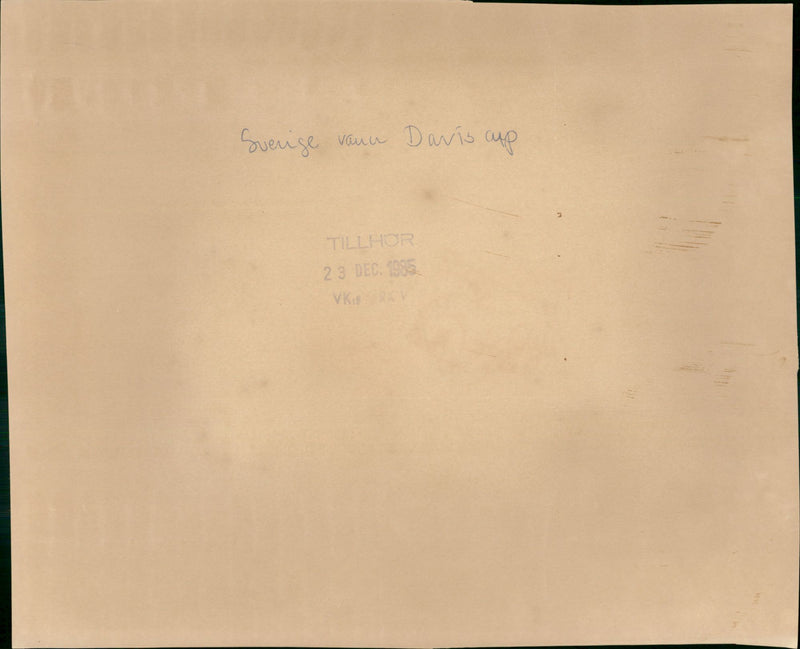 Sverige vann Davis cup
TILLHÖR
23 DEC. 1985